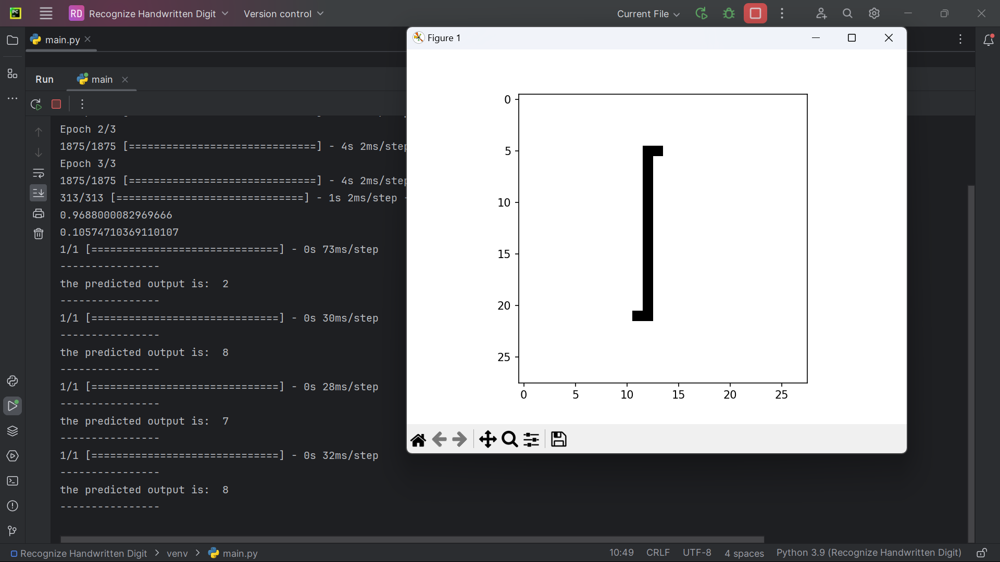 PC
RD Recognize Handwritten Digit
Version control
Current File
main.py
Run
main
Epoch 2/3
1875/1875 [==============================] - 4s 2ms/step
Epoch 3/3
1875/1875 [==============================] - 4s 2ms/step
313/313 [==============================] - 1s 2ms/step -
0.9688000082969666
0.10574710369110107
1/1 [==============================] - 0s 73ms/step
----------------
the predicted output is:  2
----------------
1/1 [==============================] - 0s 30ms/step
----------------
the predicted output is:  8
----------------
1/1 [==============================] - 0s 28ms/step
----------------
the predicted output is:  7
----------------
1/1 [==============================] - 0s 32ms/step
----------------
the predicted output is:  8
----------------
Figure 1
0
5
10
15
20
25
0 5 10 15 20 25
Recognize Handwritten Digit > venv > main.py
10:49 CRLF UTF-8 4 spaces Python 3.9 (Recognize Handwritten Digit)